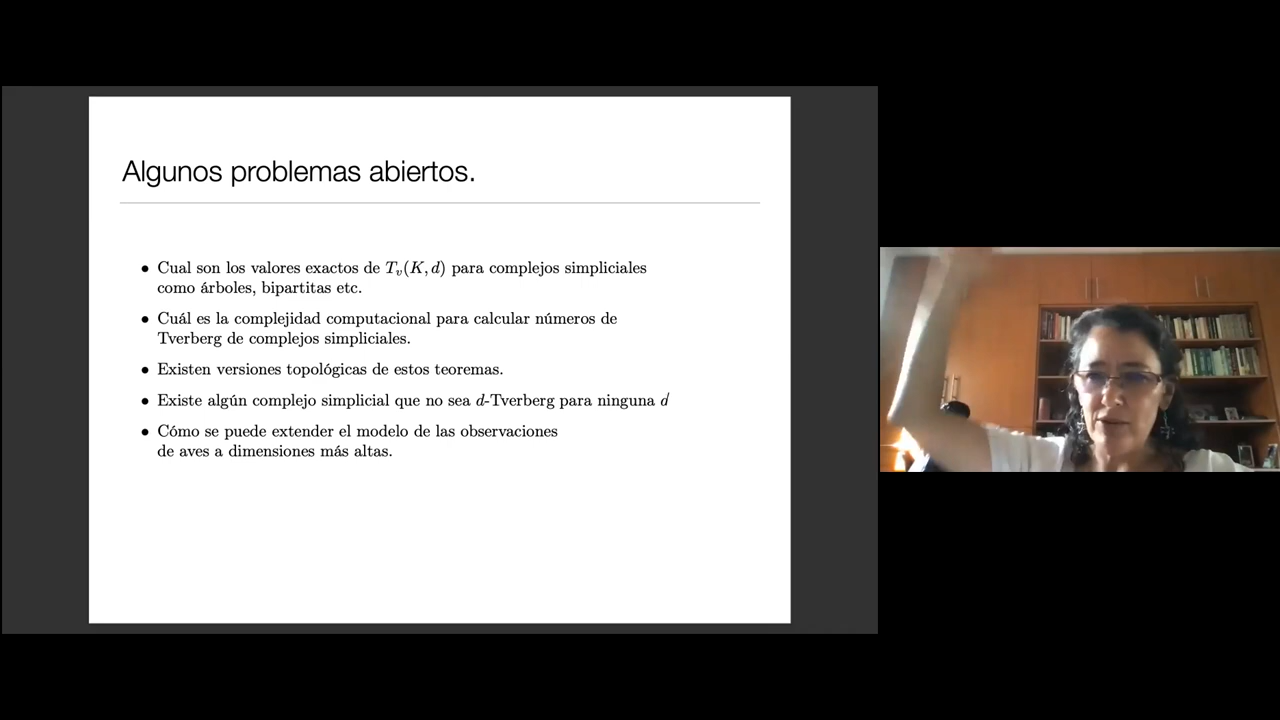 Algunos problemas abiertos.
• Cual son los valores exactos de $T_v(K, d)$ para complejos simpliciales
como árboles, bipartitas etc.
• Cuál es la complejidad computacional para calcular números de
Tverberg de complejos simpliciales.
• Existen versiones topológicas de estos teoremas.
• Existe algún complejo simplicial que no sea d-Tverberg para ninguna d
• Cómo se puede extender el modelo de las observaciones
de aves a dimensiones más altas.